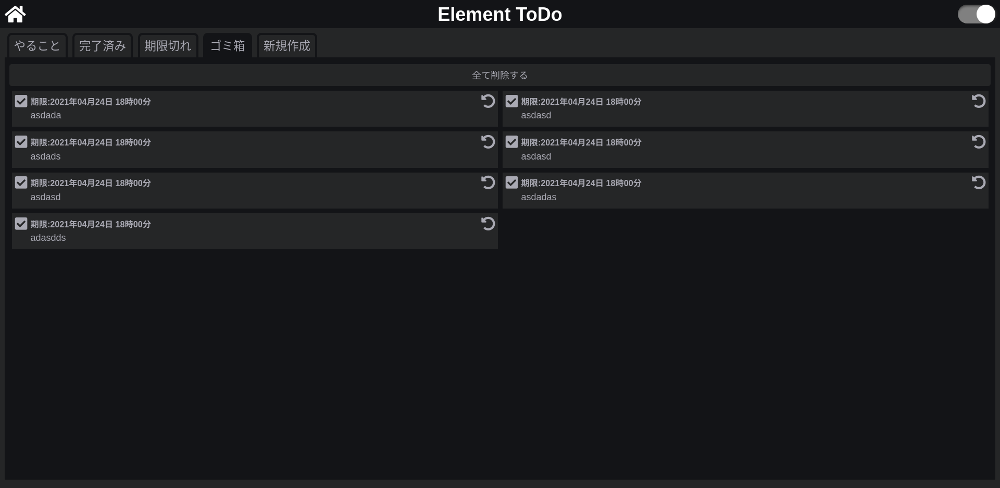 Element ToDo
やること 完了済み 期限切れ ゴミ箱 新規作成
全て削除する
期限:2021年04月24日 18時00分
asdada
期限:2021年04月24日 18時00分
asdasd
期限:2021年04月24日 18時00分
asdads
期限:2021年04月24日 18時00分
asdasd
期限:2021年04月24日 18時00分
asdasd
期限:2021年04月24日 18時00分
asdadas
期限:2021年04月24日 18時00分
adasdds